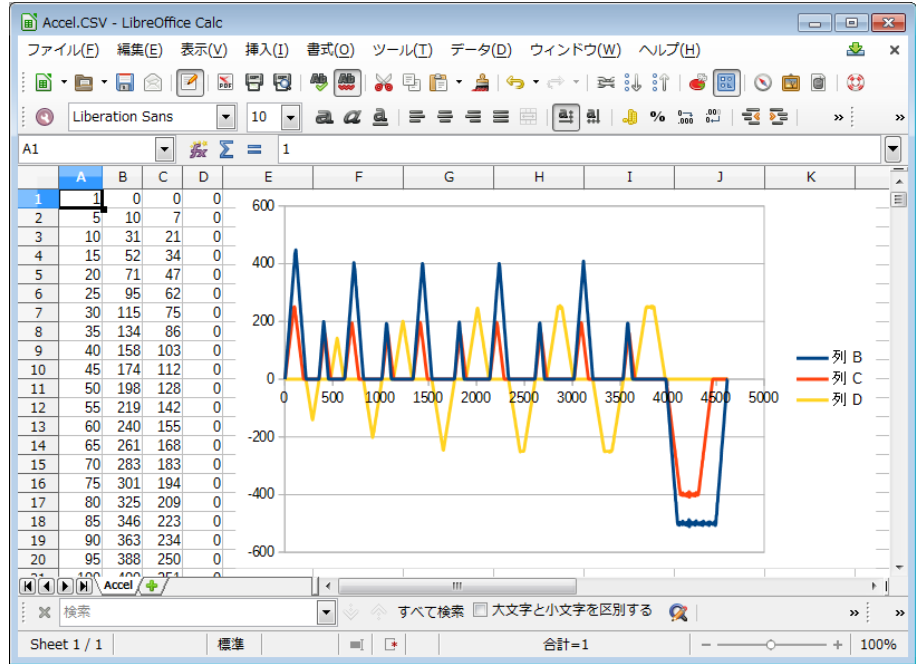 Accel.CSV - LibreOffice Calc
ファイル(F) 編集(E) 表示(V) 挿入(I) 書式(O) ツール(T) データ(D) ウィンドウ(W) ヘルプ(H)
Liberation Sans 10
A1 1
A B C D E F G H I J K
1 1 0 0 0
2 5 10 7 0
3 10 31 21 0
4 15 52 34 0
5 20 71 47 0
6 25 95 62 0
7 30 115 75 0
8 35 134 86 0
9 40 158 103 0
10 45 174 112 0
11 50 198 128 0
12 55 219 142 0
13 60 240 155 0
14 65 261 168 0
15 70 283 183 0
16 75 301 194 0
17 80 325 209 0
18 85 346 223 0
19 90 363 234 0
20 95 388 250 0
600
400
200
0
-200
-400
-600
0 500 1000 1500 2000 2500 3000 3500 4000 4500 5000
列 B
列 C
列 D
Accel
検索 すべて検索 大文字と小文字を区別する
Sheet 1 / 1 標準 合計=1 100%